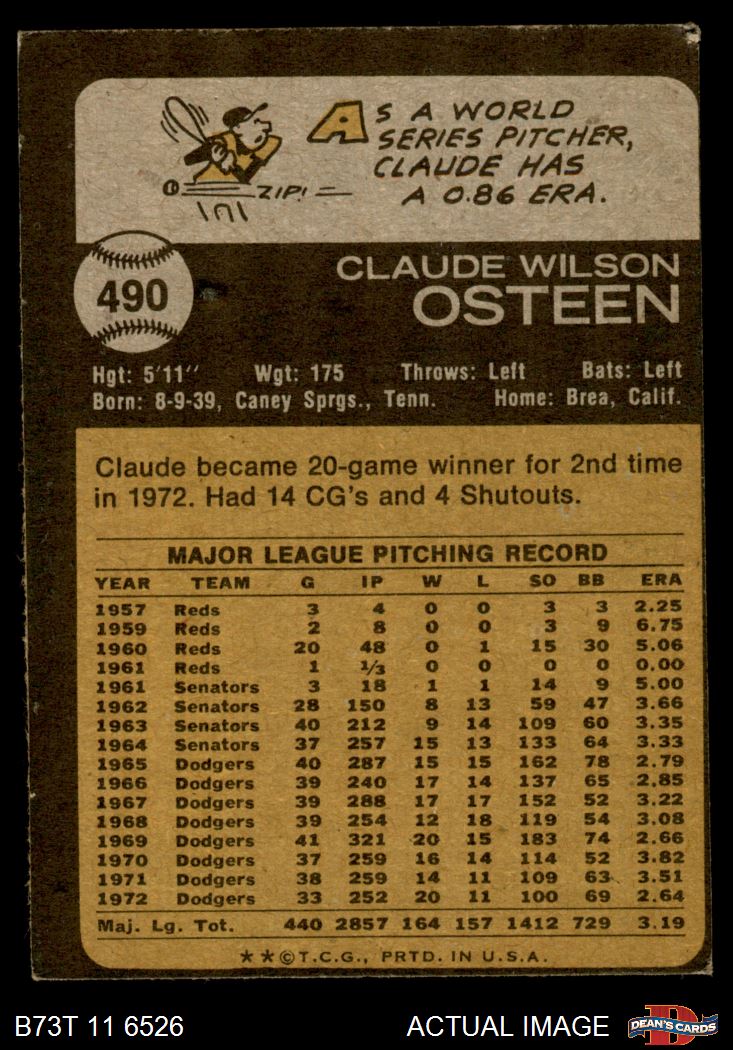 AS A WORLD
SERIES PITCHER,
CLAUDE HAS
A 0.86 ERA.
ZIP!
490
CLAUDE WILSON
OSTEEN
Hgt: 5'11" Wgt: 175 Throws: Left Bats: Left
Born: 8-9-39, Caney Sprgs., Tenn. Home: Brea, Calif.
Claude became 20-game winner for 2nd time
in 1972. Had 14 CG's and 4 Shutouts.
MAJOR LEAGUE PITCHING RECORD
YEAR TEAM G IP W L SO BB ERA
1957 Reds 3 4 0 0 3 3 2.25
1959 Reds 2 8 0 0 3 9 6.75
1960 Reds 20 48 0 1 15 30 5.06
1961 Reds 1 1/3 0 0 0 0 0.00
1961 Senators 3 18 1 1 14 9 5.00
1962 Senators 28 150 8 13 59 47 3.66
1963 Senators 40 212 9 14 109 60 3.35
1964 Senators 37 257 15 13 133 64 3.33
1965 Dodgers 40 287 15 15 162 78 2.79
1966 Dodgers 39 240 17 14 137 65 2.85
1967 Dodgers 39 288 17 17 152 52 3.22
1968 Dodgers 39 254 12 18 119 54 3.08
1969 Dodgers 41 321 20 15 183 74 2.66
1970 Dodgers 37 259 16 14 114 52 3.82
1971 Dodgers 38 259 14 11 109 63 3.51
1972 Dodgers 33 252 20 11 100 69 2.64
Maj. Lg. Tot. 440 2857 164 157 1412 729 3.19
**©T.C.G., PRTD. IN U.S.A.
B73T 11 6526 ACTUAL IMAGE DEAN'S CARDS